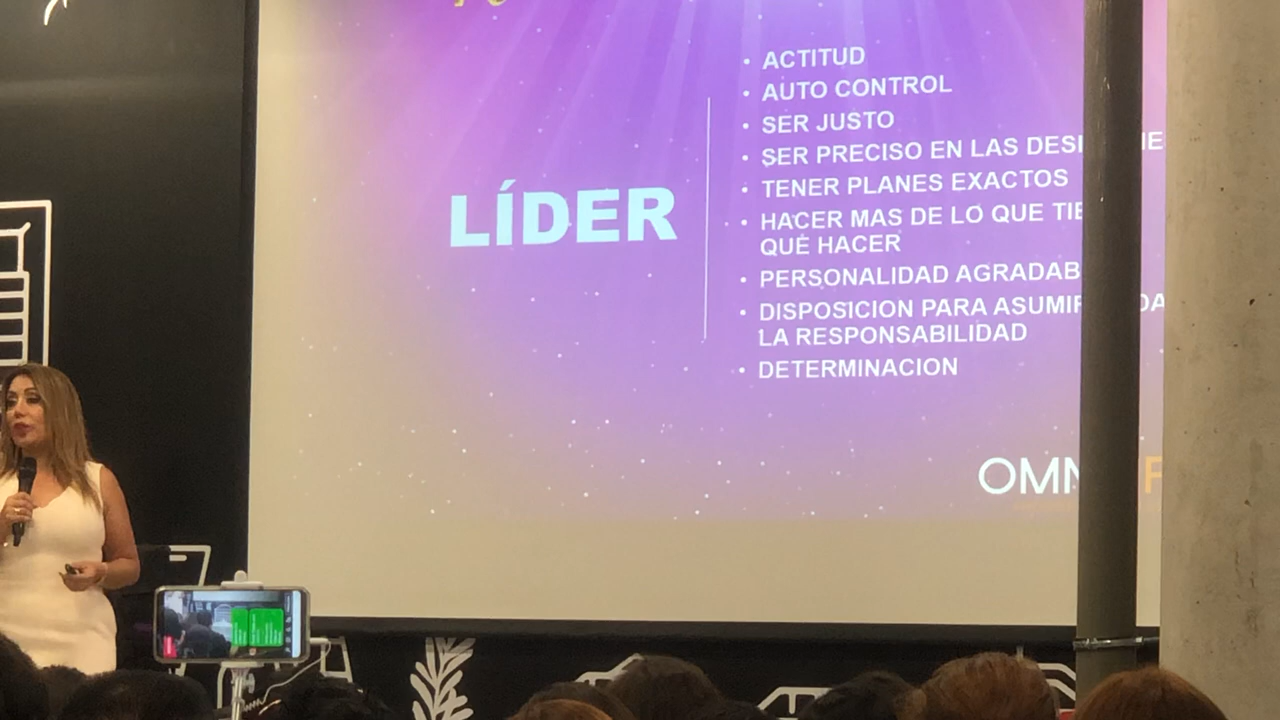 LÍDER
• ACTITUD
• AUTO CONTROL
• SER JUSTO
• SER PRECISO EN LAS
• TENER PLANES EXACTOS
• HACER MAS DE LO QUE
QUÉ HACER
• PERSONALIDAD
• DISPOSICION PARA
LA RESPONSABILIDAD
• DETERMINACION